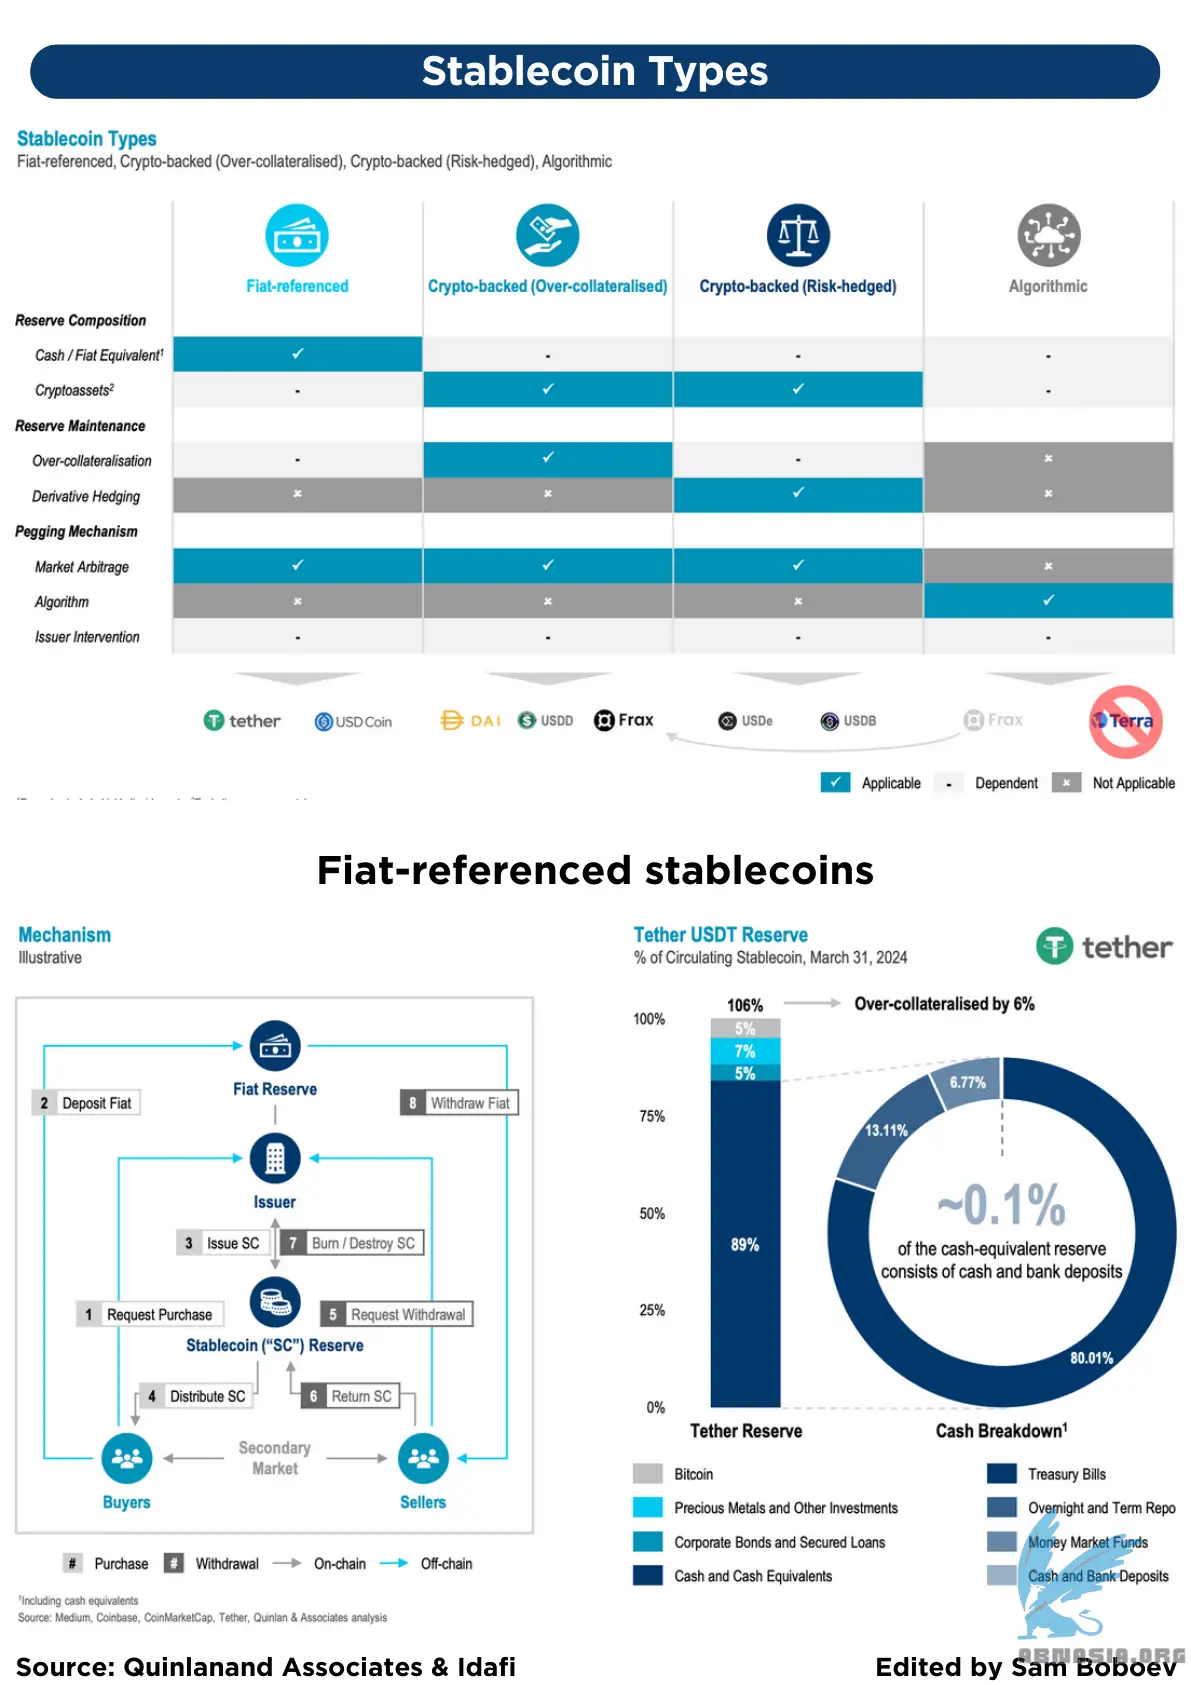 Stablecoin Types
Stablecoin Types
Fiat-referenced, Crypto-backed (Over-collateralised), Crypto-backed (Risk-hedged), Algorithmic
Fiat-referenced
Crypto-backed (Over-collateralised)
Crypto-backed (Risk-hedged)
Algorithmic
Reserve Composition
Cash / Fiat Equivalent¹ ✓ - - -
Cryptoassets² - ✓ ✓ -
Reserve Maintenance
Over-collateralisation - ✓ - ×
Derivative Hedging × × ✓ ×
Pegging Mechanism
Market Arbitrage ✓ ✓ ✓ ×
Algorithm × × × ✓
Issuer Intervention - - - -
tether USD Coin DAI USDD Frax USDe USDB Frax Terra
✓ Applicable - Dependent × Not Applicable
Fiat-referenced stablecoins
Mechanism
Illustrative
Fiat Reserve
2 Deposit Fiat
8 Withdraw Fiat
Issuer
3 Issue SC
7 Burn / Destroy SC
1 Request Purchase
5 Request Withdrawal
Stablecoin (“SC”) Reserve
4 Distribute SC
6 Return SC
Secondary
Market
Buyers
Sellers
# Purchase # Withdrawal On-chain Off-chain
¹Including cash equivalents
Source: Medium, Coinbase, CoinMarketCap, Tether, Quinlan & Associates analysis
Tether USDT Reserve
% of Circulating Stablecoin, March 31, 2024
tether
106%
Over-collateralised by 6%
100%
75%
50%
25%
0%
5%
7%
5%
89%
6.77%
13.11%
80.01%
~0.1%
of the cash-equivalent reserve
consists of cash and bank deposits
Tether Reserve
Cash Breakdown¹
Bitcoin
Precious Metals and Other Investments
Corporate Bonds and Secured Loans
Cash and Cash Equivalents
Treasury Bills
Overnight and Term Repo
Money Market Funds
Cash and Bank Deposits
ABNASIA.ORG
Source: Quinlanand Associates & Idafi
Edited by Sam Boboev